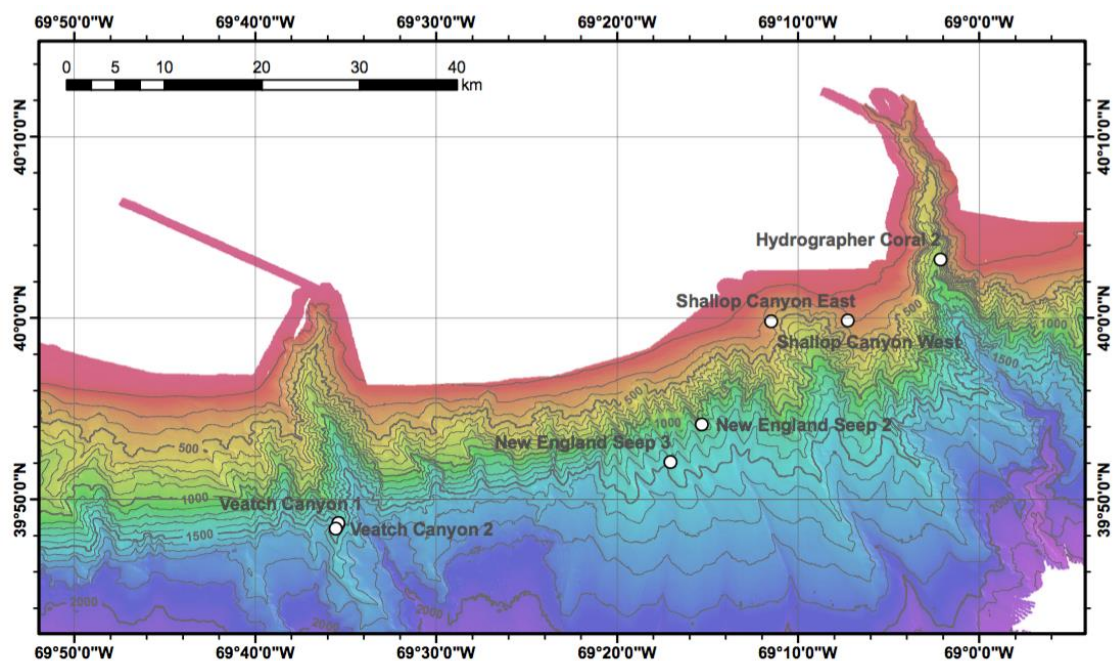 69°50'0"W 69°40'0"W 69°30'0"W 69°20'0"W 69°10'0"W 69°0'0"W
0 5 10 20 30 40
km
40°10'0"N 40°10'0"N
Hydrographer Coral 2
Shallop Canyon East
500
40°0'0"N 40°0'0"N
1000
Shallop Canyon West
1500
500
1000
New England Seep 2
500
New England Seep 3
1000
Veatch Canyon 1
39°50'0"N 39°50'0"N
1500
Veatch Canyon 2
2000
2000
2000
69°50'0"W 69°40'0"W 69°30'0"W 69°20'0"W 69°10'0"W 69°0'0"W